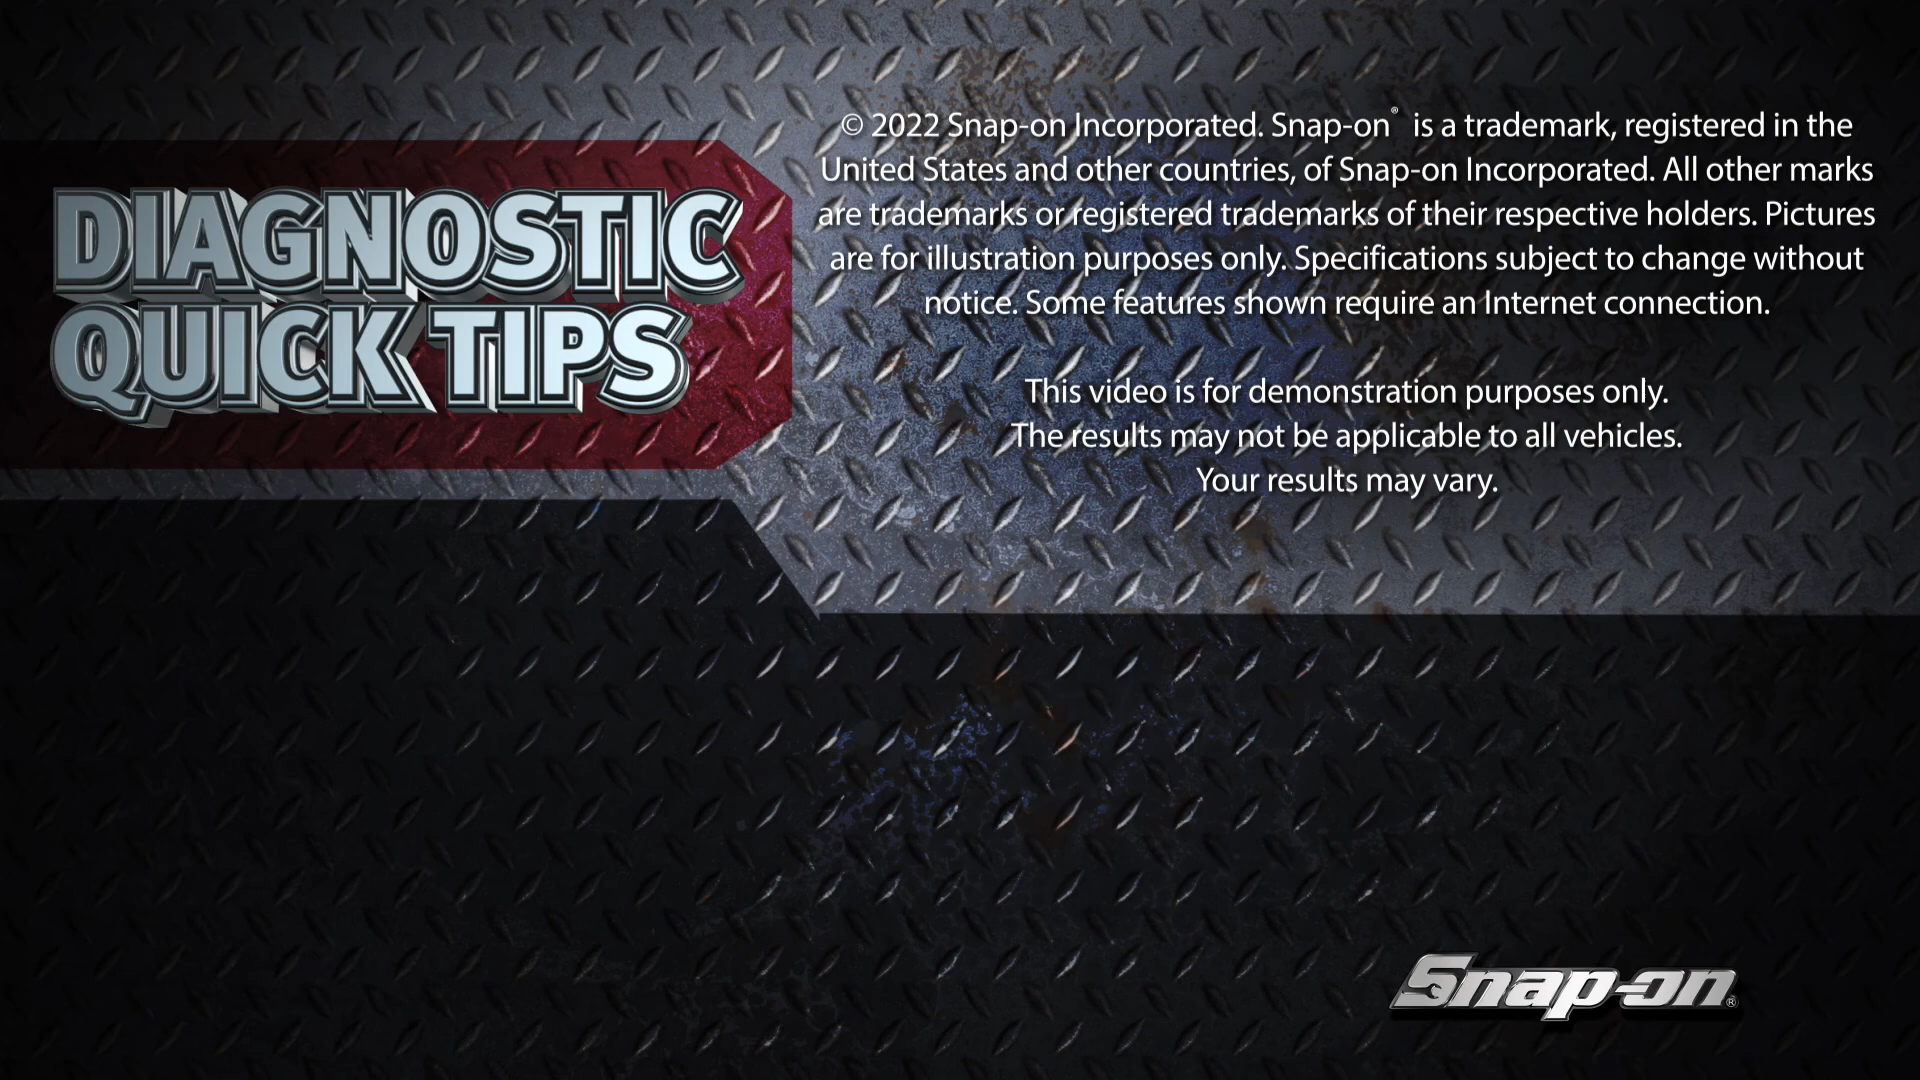 DIAGNOSTIC
QUICK TIPS
© 2022 Snap-on Incorporated. Snap-on® is a trademark, registered in the
United States and other countries, of Snap-on Incorporated. All other marks
are trademarks or registered trademarks of their respective holders. Pictures
are for illustration purposes only. Specifications subject to change without
notice. Some features shown require an Internet connection.
This video is for demonstration purposes only.
The results may not be applicable to all vehicles.
Your results may vary.
Snap-on®